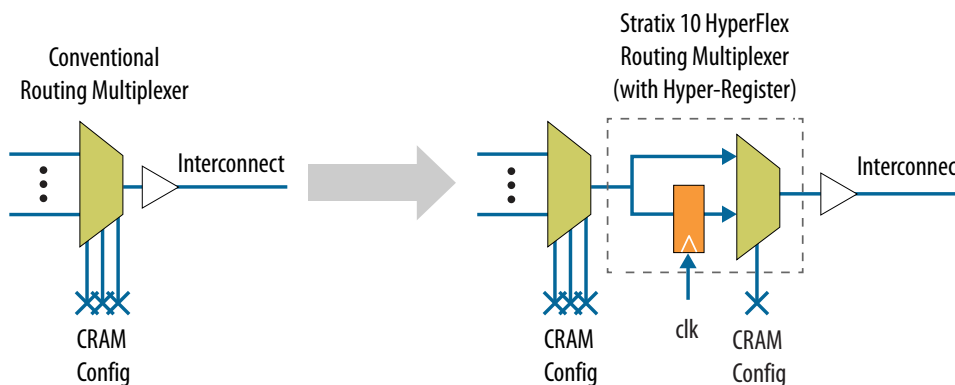 Conventional
Routing Multiplexer
Interconnect
CRAM
Config
Stratix 10 HyperFlex
Routing Multiplexer
(with Hyper-Register)
Interconnect
CRAM
Config
clk
CRAM
Config